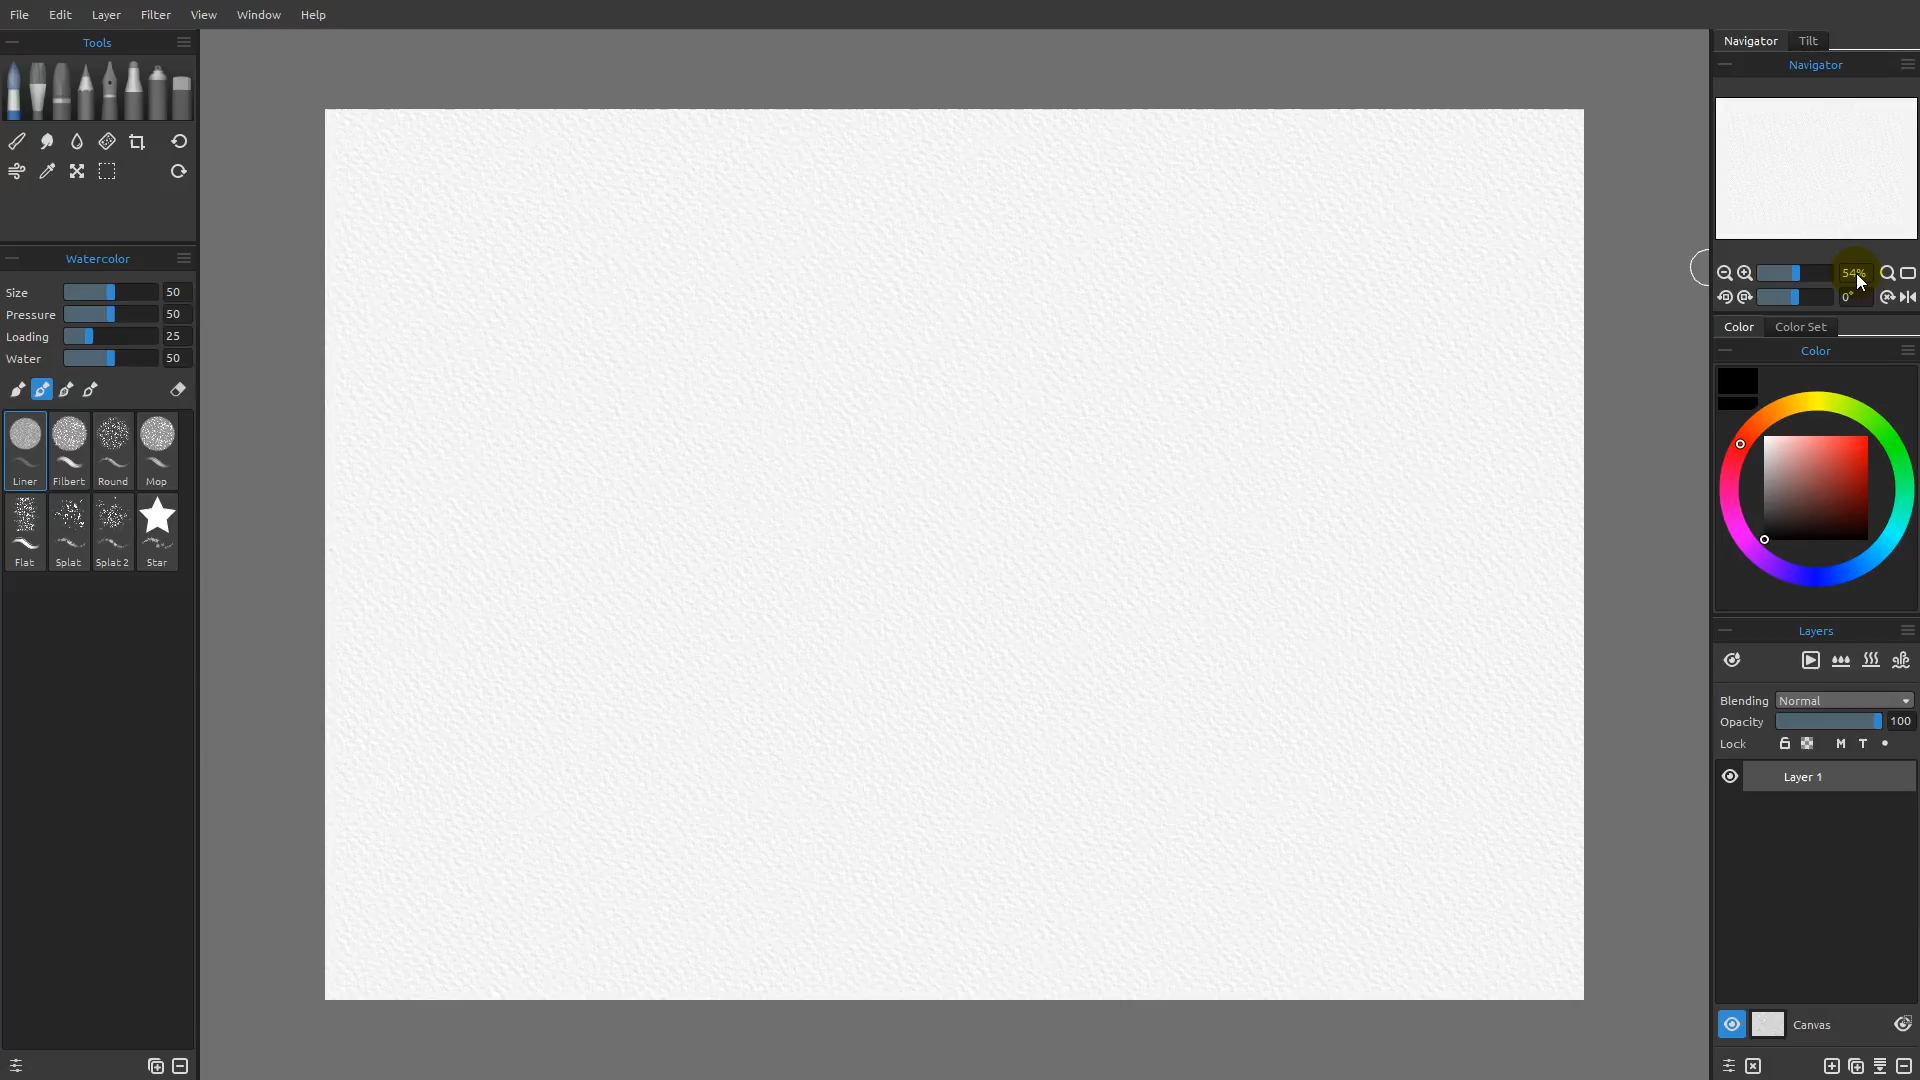 File Edit Layer Filter View Window Help
Tools
Watercolor
Size 50
Pressure 50
Loading 25
Water 50
Liner Filbert Round Mop
Flat Splat Splat 2 Star
Navigator Tilt
Navigator
54%
0°
Color Color Set
Color
Layers
Blending Normal
Opacity 100
Lock M T
Layer 1
Canvas